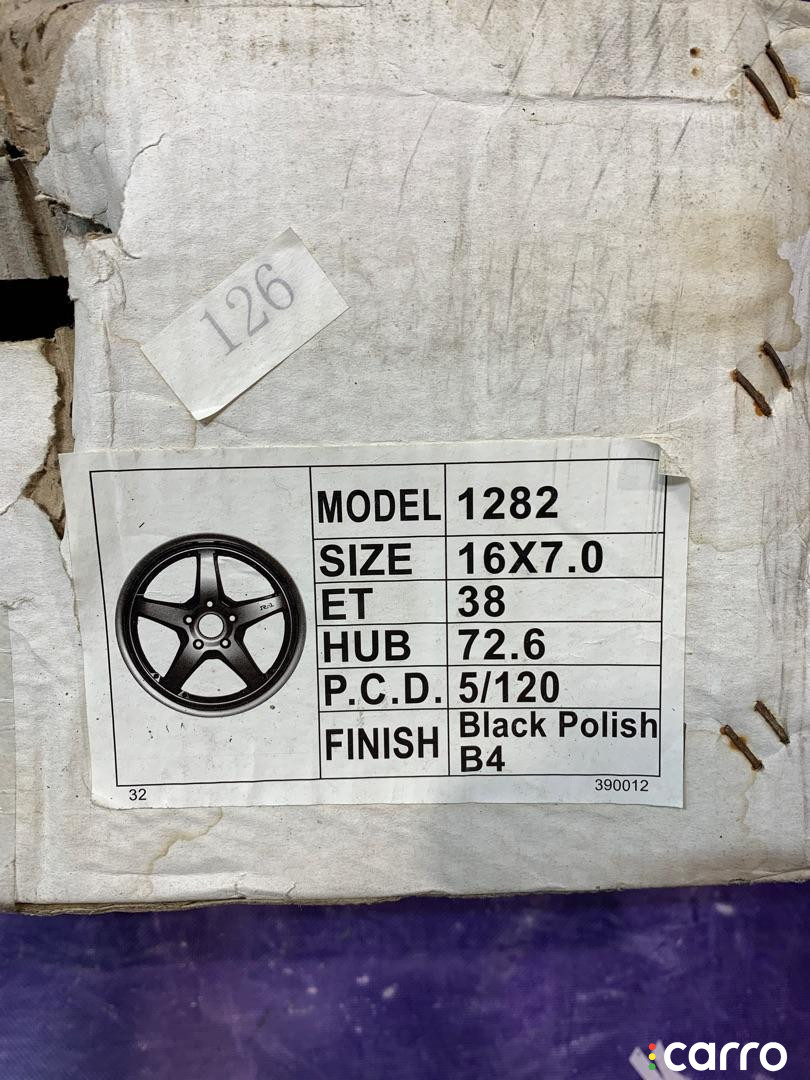 126
MODEL 1282
SIZE 16X7.0
ET 38
HUB 72.6
P.C.D. 5/120
FINISH Black Polish
B4
32 390012
carro